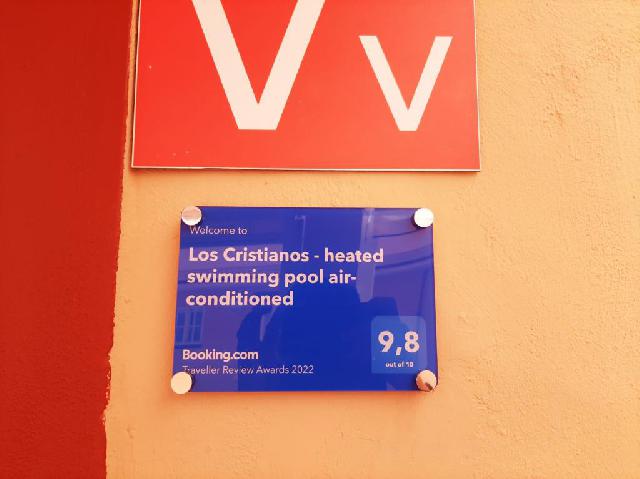 V v
Welcome to
Los Cristianos - heated
swimming pool air-
conditioned
9,8
out of 10
Booking.com
Traveller Review Awards 2022